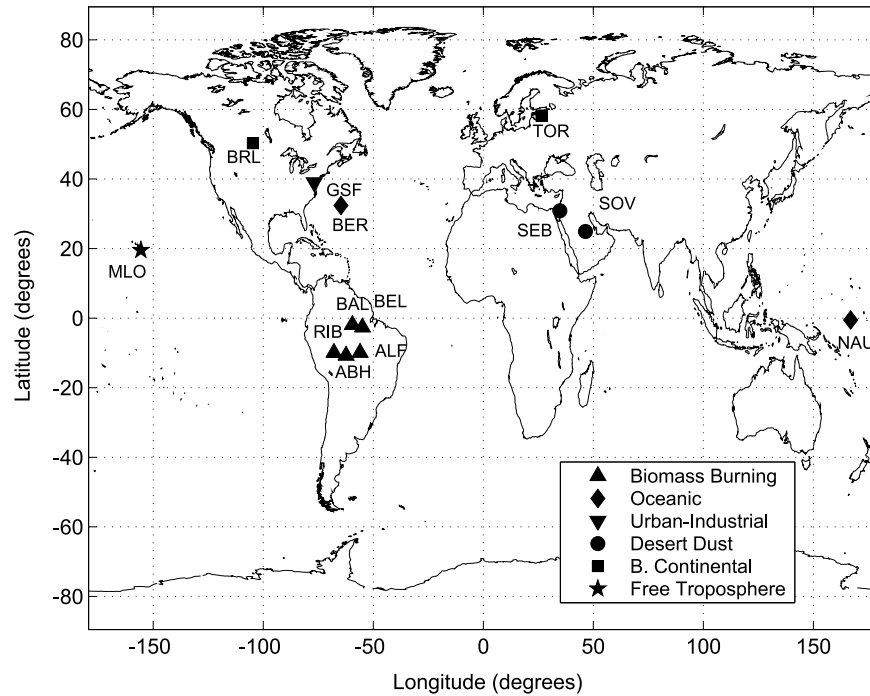 80
60
40
20
0
-20
-40
-60
-80
Latitude (degrees)
-150
-100
-50
0
50
100
150
Longitude (degrees)
TOR
BRL
GSF
BER
SOV
SEB
MLO
BAL
BEL
RIB
ALF
ABH
NAU
Biomass Burning
Oceanic
Urban-Industrial
Desert Dust
B. Continental
Free Troposphere